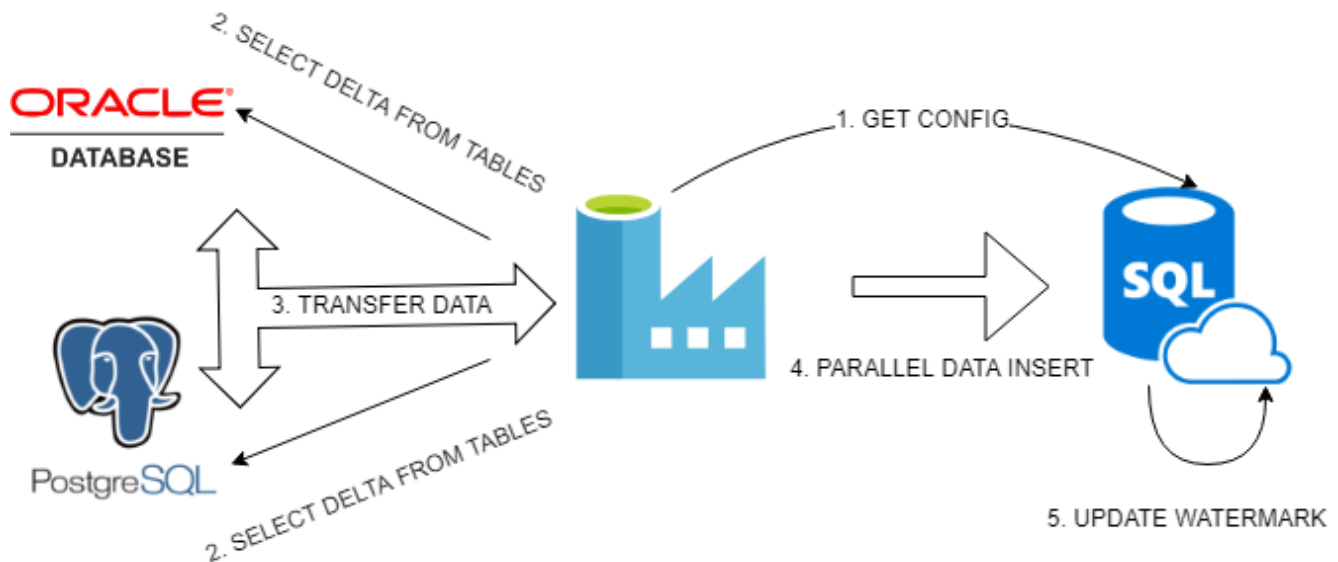 2. SELECT DELTA FROM TABLES
ORACLE®
DATABASE
1. GET CONFIG
SQL
3. TRANSFER DATA
4. PARALLEL DATA INSERT
PostgreSQL
2. SELECT DELTA FROM TABLES
5. UPDATE WATERMARK